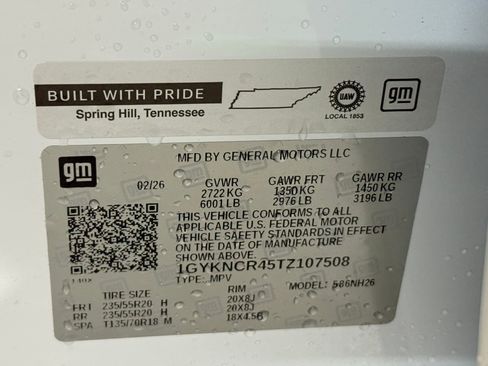 BUILT WITH PRIDE
Spring Hill, Tennessee
UAW
LOCAL 1853
gm
gm
MFD BY GENERAL MOTORS LLC
02/26 GVWR GAWR FRT GAWR RR
2722 KG 1350 KG 1450 KG
6001 LB 2976 LB 3196 LB
THIS VEHICLE CONFORMS TO ALL
APPLICABLE U.S. FEDERAL MOTOR
VEHICLE SAFETY STANDARDS IN EFFECT
ON THE DATE OF MANUFACTURE
SHOWN ABOVE.
1GYKNCR45TZ107508
TYPE: MPV MODEL: 586NH26
TIRE SIZE RIM
FRT 235/55R20 H 20X8J
RR 235/55R20 H 20X8J
SPA T135/70R18 M 18X4.5B